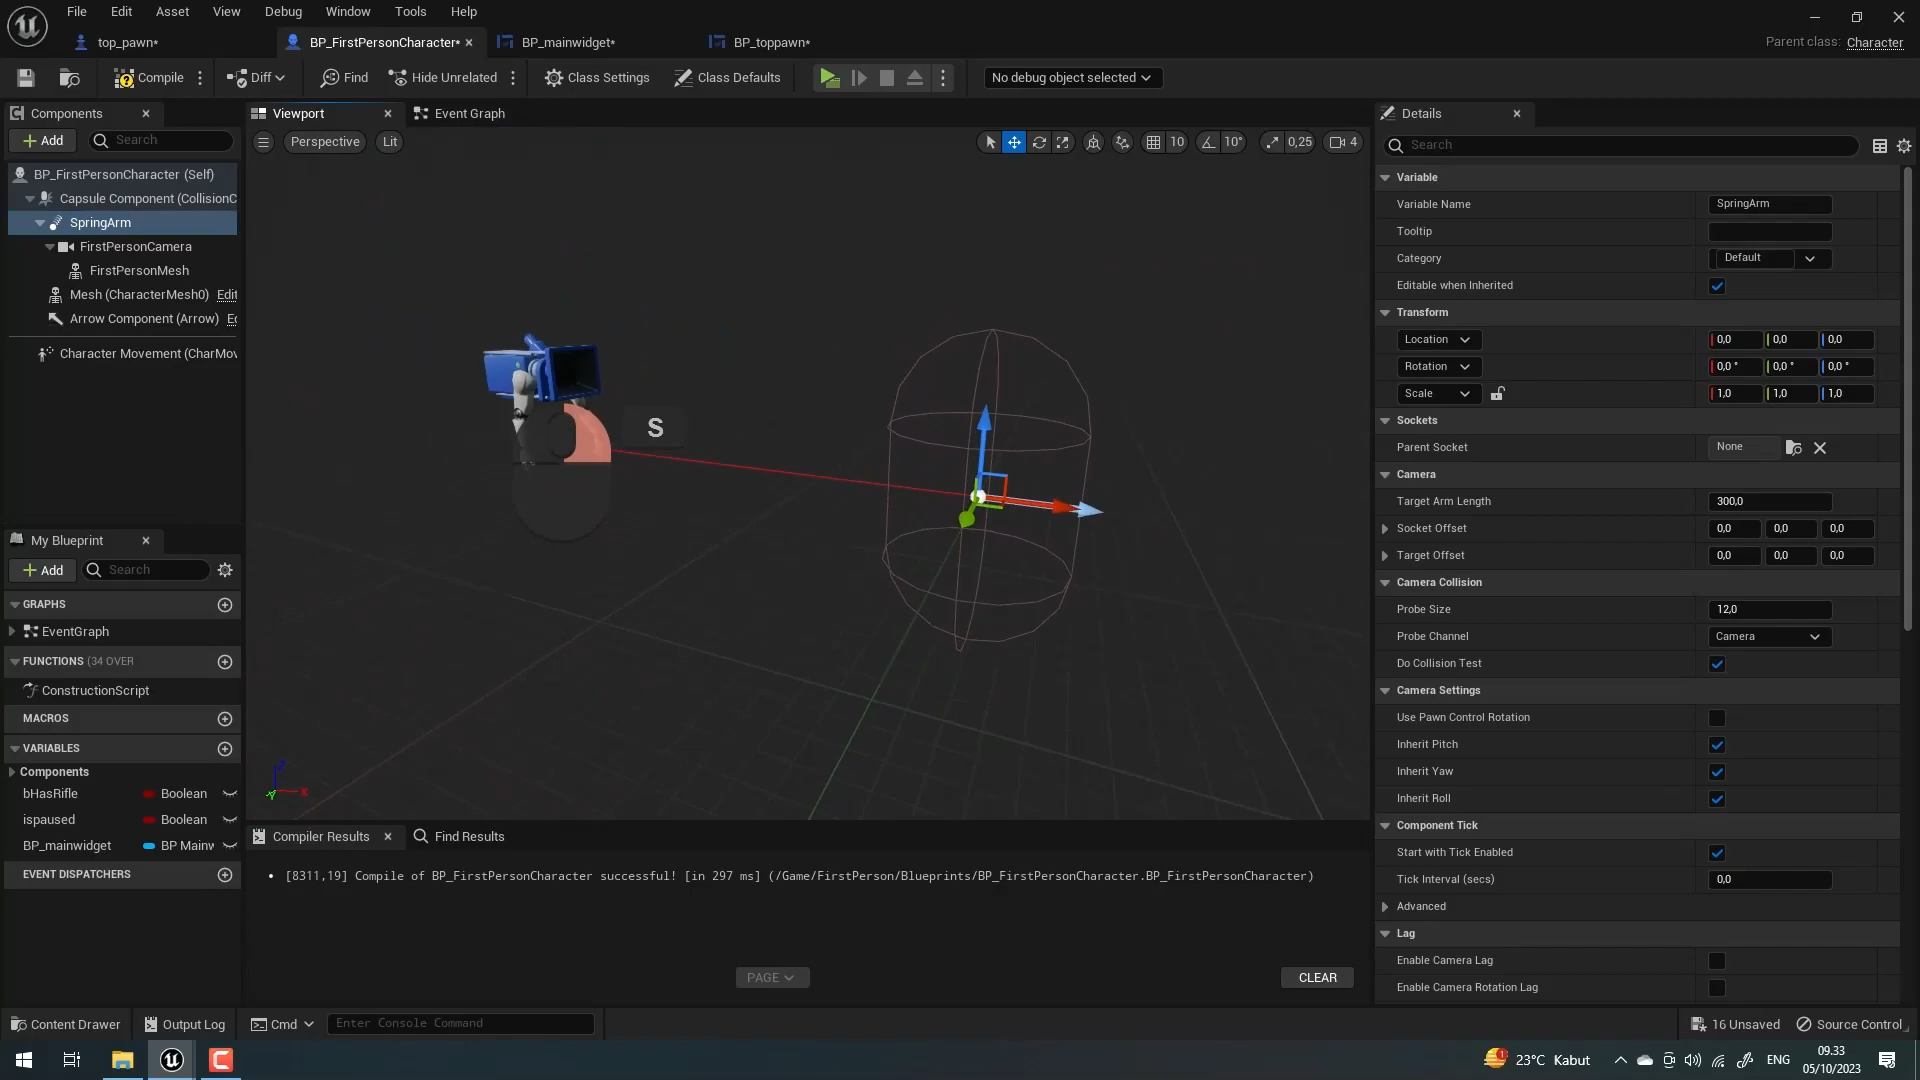 File Edit Asset View Debug Window Tools Help
top_pawn* BP_FirstPersonCharacter* BP_mainwidget* BP_toppawn* Parent class: Character
Compile Diff Find Hide Unrelated Class Settings Class Defaults No debug object selected
Components
Add Search
BP_FirstPersonCharacter (Self)
Capsule Component (CollisionC
SpringArm
FirstPersonCamera
FirstPersonMesh
Mesh (CharacterMesh0) Edit
Arrow Component (Arrow) Ec
Character Movement (CharMov
My Blueprint
Add Search
GRAPHS
EventGraph
FUNCTIONS (34 OVER
ConstructionScript
MACROS
VARIABLES
Components
bHasRifle Boolean
ispaused Boolean
BP_mainwidget BP Mainw
EVENT DISPATCHERS
Viewport Event Graph
Perspective Lit 10 10° 0,25 4
S
Z
X
Y
Compiler Results Find Results
• [8311,19] Compile of BP_FirstPersonCharacter successful! [in 297 ms] (/Game/FirstPerson/Blueprints/BP_FirstPersonCharacter.BP_FirstPersonCharacter)
PAGE CLEAR
Details
Search
Variable
Variable Name SpringArm
Tooltip
Category Default
Editable when Inherited
Transform
Location 0,0 0,0 0,0
Rotation 0,0 ° 0,0 ° 0,0 °
Scale 1,0 1,0 1,0
Sockets
Parent Socket None
Camera
Target Arm Length 300,0
Socket Offset 0,0 0,0 0,0
Target Offset 0,0 0,0 0,0
Camera Collision
Probe Size 12,0
Probe Channel Camera
Do Collision Test
Camera Settings
Use Pawn Control Rotation
Inherit Pitch
Inherit Yaw
Inherit Roll
Component Tick
Start with Tick Enabled
Tick Interval (secs) 0,0
Advanced
Lag
Enable Camera Lag
Enable Camera Rotation Lag
Content Drawer Output Log Cmd Enter Console Command 16 Unsaved Source Control
1 23°C Kabut ENG 09.33
05/10/2023